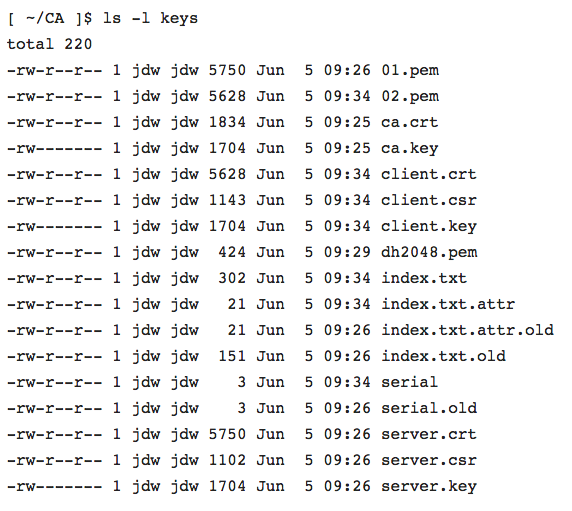 [ ~/CA ]$ ls -l keys
total 220
-rw-r--r-- 1 jdw jdw 5750 Jun  5 09:26 01.pem
-rw-r--r-- 1 jdw jdw 5628 Jun  5 09:34 02.pem
-rw-r--r-- 1 jdw jdw 1834 Jun  5 09:25 ca.crt
-rw------- 1 jdw jdw 1704 Jun  5 09:25 ca.key
-rw-r--r-- 1 jdw jdw 5628 Jun  5 09:34 client.crt
-rw-r--r-- 1 jdw jdw 1143 Jun  5 09:34 client.csr
-rw------- 1 jdw jdw 1704 Jun  5 09:34 client.key
-rw-r--r-- 1 jdw jdw  424 Jun  5 09:29 dh2048.pem
-rw-r--r-- 1 jdw jdw  302 Jun  5 09:34 index.txt
-rw-r--r-- 1 jdw jdw   21 Jun  5 09:34 index.txt.attr
-rw-r--r-- 1 jdw jdw   21 Jun  5 09:26 index.txt.attr.old
-rw-r--r-- 1 jdw jdw  151 Jun  5 09:26 index.txt.old
-rw-r--r-- 1 jdw jdw    3 Jun  5 09:34 serial
-rw-r--r-- 1 jdw jdw    3 Jun  5 09:26 serial.old
-rw-r--r-- 1 jdw jdw 5750 Jun  5 09:26 server.crt
-rw-r--r-- 1 jdw jdw 1102 Jun  5 09:26 server.csr
-rw------- 1 jdw jdw 1704 Jun  5 09:26 server.key